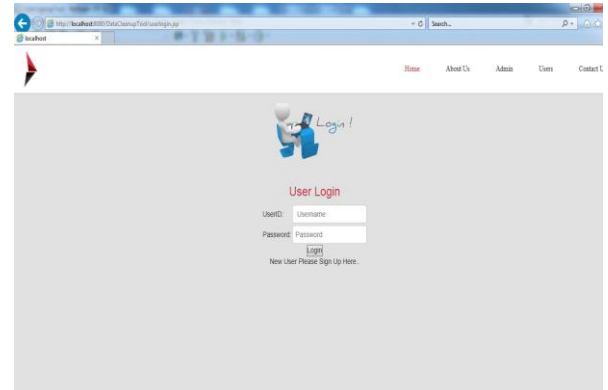 http://localhost:8080/DataCleanupTool/userlogin.jsp
Search...
localhost
Home About Us Admin Users Contact U
Login !
User Login
UserID: Username
Password: Password
Login
New User Please Sign Up Here..